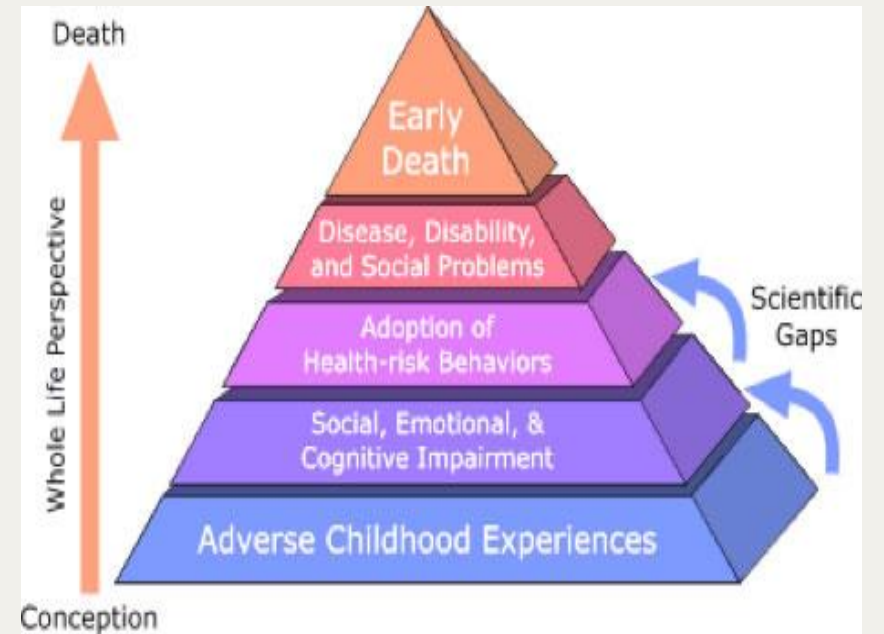 Death
Whole Life Perspective
Conception
Early
Death
Disease, Disability,
and Social Problems
Adoption of
Health-risk Behaviors
Social, Emotional, &
Cognitive Impairment
Adverse Childhood Experiences
Scientific
Gaps